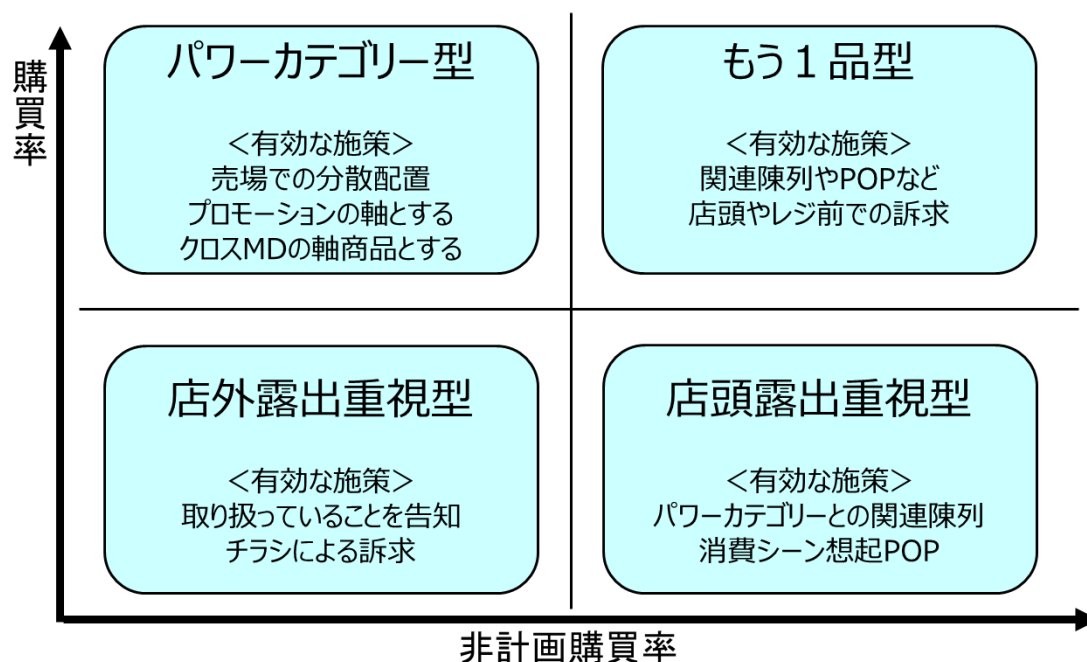 購買率
パワーカテゴリー型
＜有効な施策＞
売場での分散配置
プロモーションの軸とする
クロスMDの軸商品とする
もう１品型
＜有効な施策＞
関連陳列やPOPなど
店頭やレジ前での訴求
店外露出重視型
＜有効な施策＞
取り扱っていることを告知
チラシによる訴求
店頭露出重視型
＜有効な施策＞
パワーカテゴリーとの関連陳列
消費シーン想起POP
非計画購買率